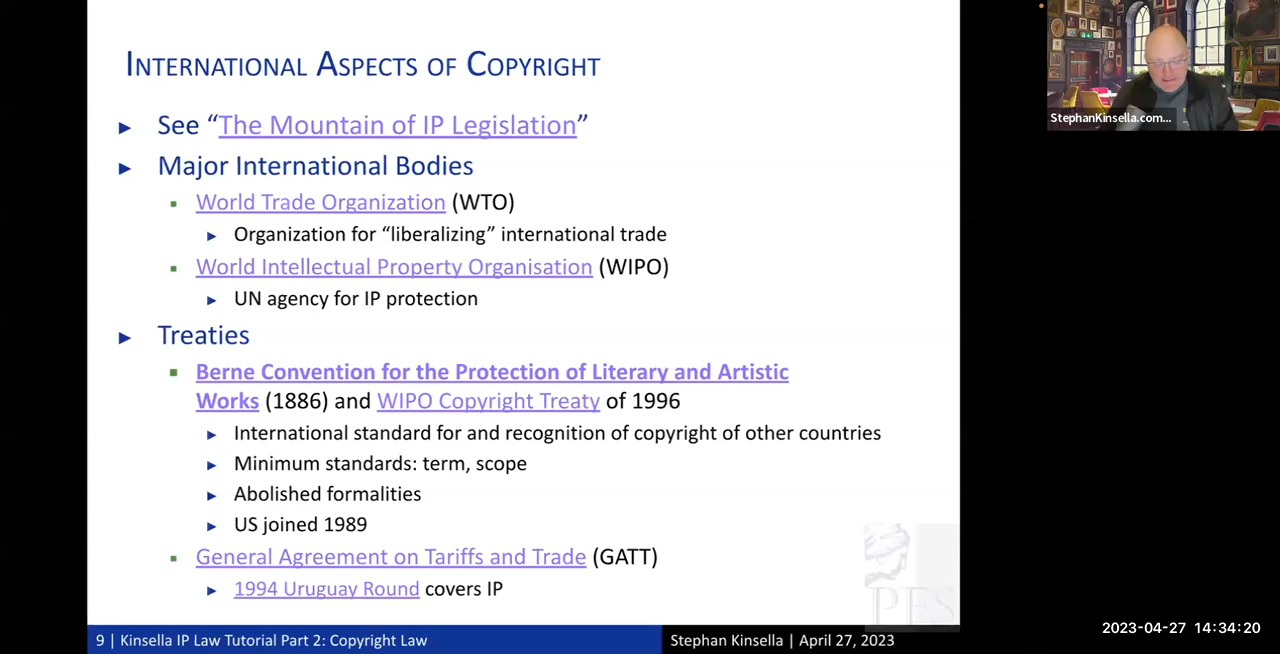 INTERNATIONAL ASPECTS OF COPYRIGHT
► See “The Mountain of IP Legislation”
► Major International Bodies
▪ World Trade Organization (WTO)
► Organization for “liberalizing” international trade
▪ World Intellectual Property Organisation (WIPO)
► UN agency for IP protection
► Treaties
▪ Berne Convention for the Protection of Literary and Artistic
Works (1886) and WIPO Copyright Treaty of 1996
► International standard for and recognition of copyright of other countries
► Minimum standards: term, scope
► Abolished formalities
► US joined 1989
▪ General Agreement on Tariffs and Trade (GATT)
► 1994 Uruguay Round covers IP
PFS
9 | Kinsella IP Law Tutorial Part 2: Copyright Law
Stephan Kinsella | April 27, 2023
StephanKinsella.com...
2023-04-27 14:34:20